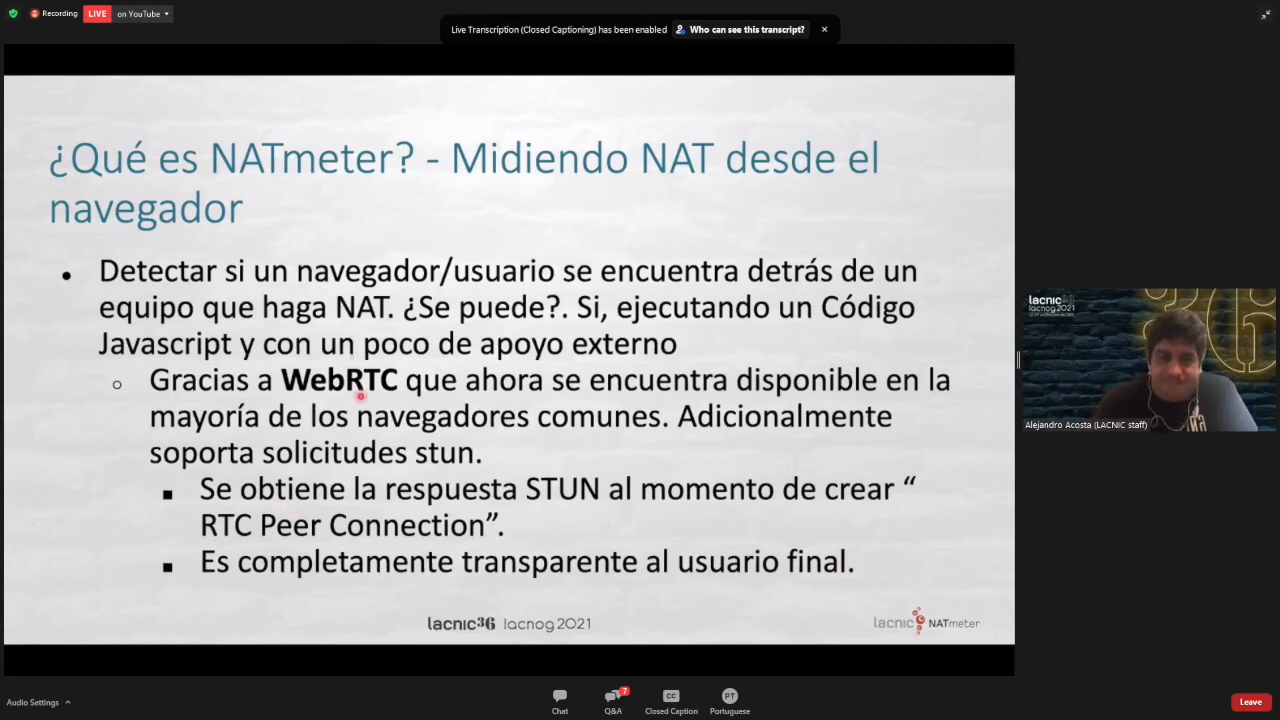 Recording
LIVE
on YouTube
Live Transcription (Closed Captioning) has been enabled
Who can see this transcript?
¿Qué es NATmeter? - Midiendo NAT desde el
navegador
Detectar si un navegador/usuario se encuentra detrás de un
equipo que haga NAT. ¿Se puede?. Si, ejecutando un Código
Javascript y con un poco de apoyo externo
Gracias a WebRTC que ahora se encuentra disponible en la
mayoría de los navegadores comunes. Adicionalmente
soporta solicitudes stun.
Se obtiene la respuesta STUN al momento de crear “
RTC Peer Connection”.
Es completamente transparente al usuario final.
lacnic36 lacnog 2021
lacnic NATmeter
lacnic
lacnog2021
Alejandro Acosta (LACNIC staff)
Audio Settings
Chat
7
Q&A
CC
Closed Caption
PT
Portuguese
Leave